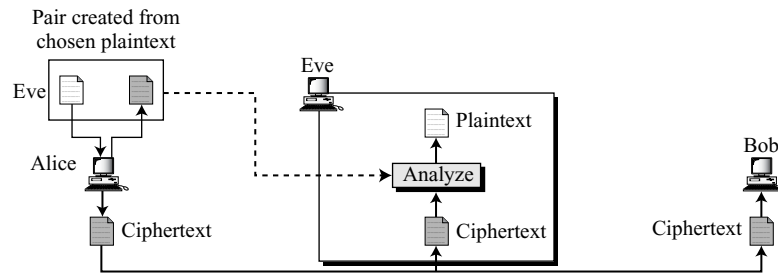 Pair created from
chosen plaintext
Eve
Eve
Plaintext
Alice
Analyze
Bob
Ciphertext
Ciphertext
Ciphertext